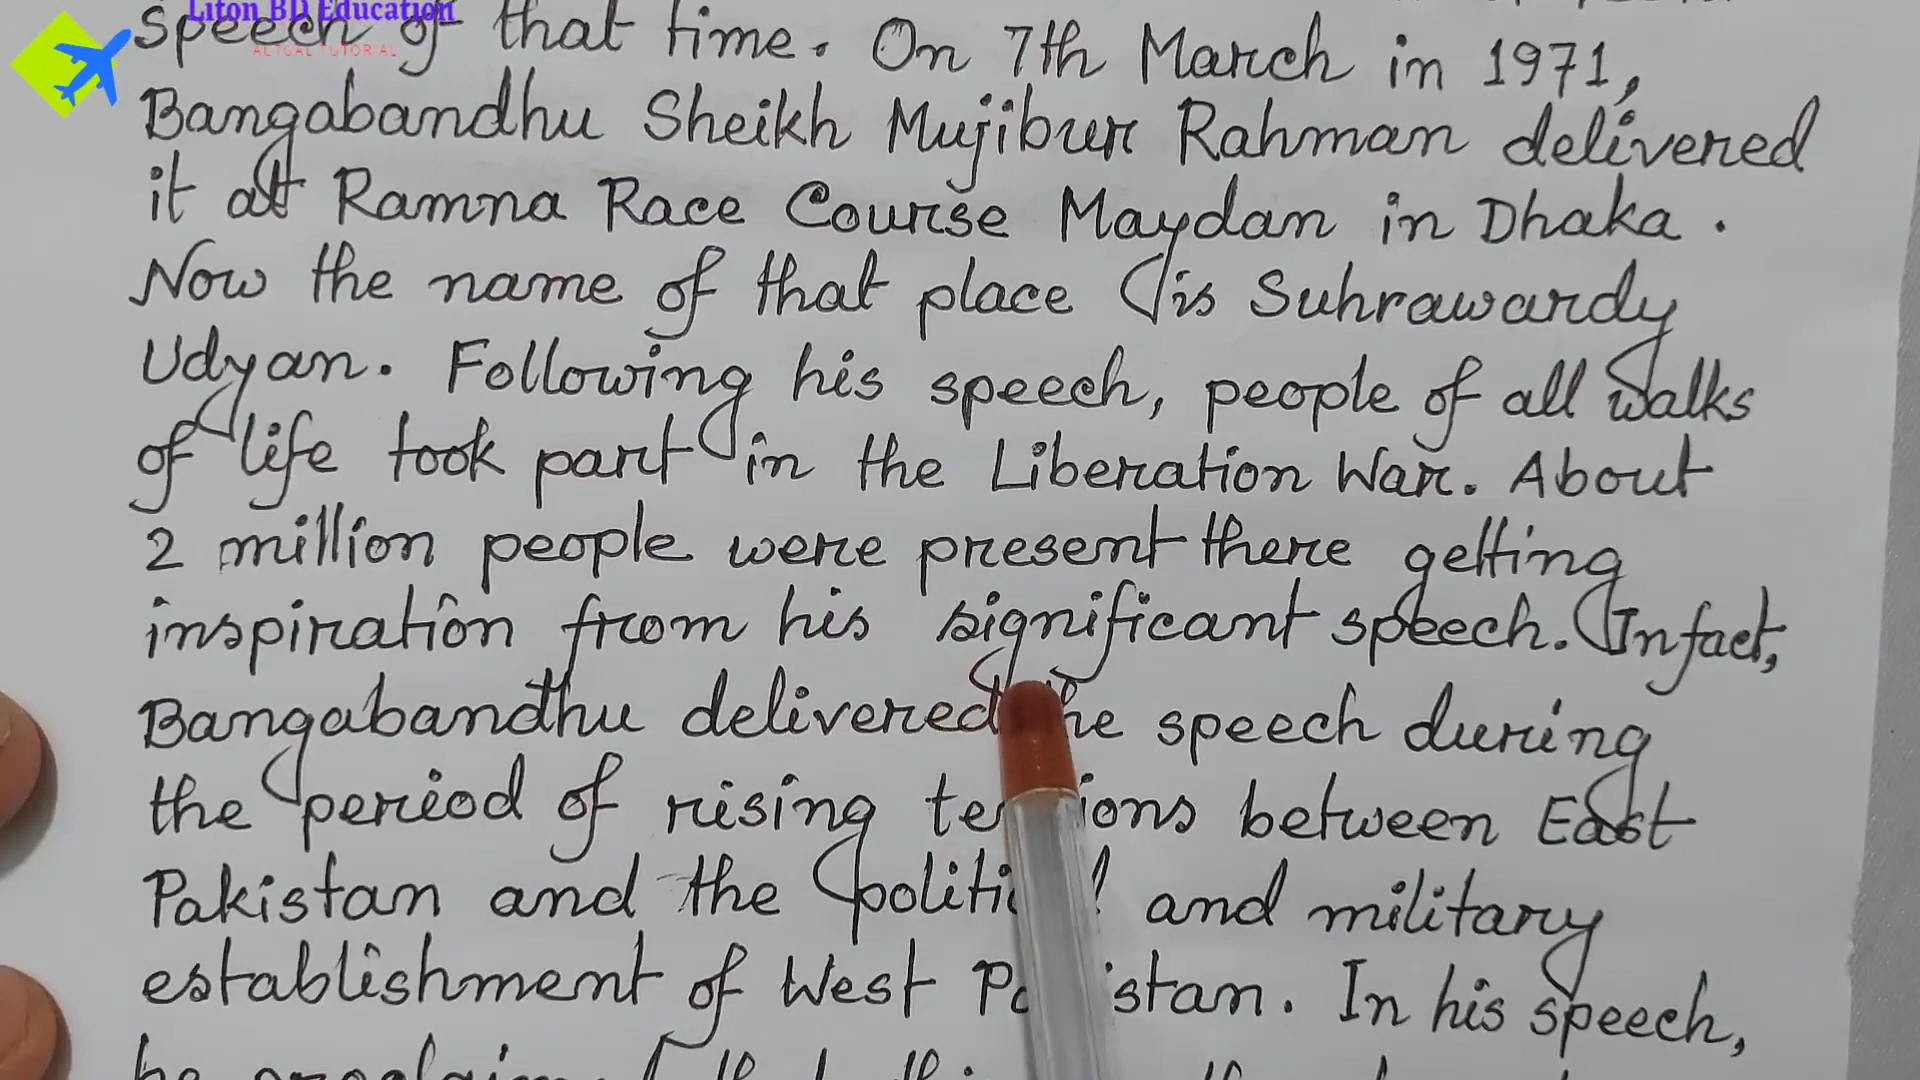 Liton BD Education
ACTUAL TUTORIAL
Speech of that time. On 7th March in 1971,
Bangabandhu Sheikh Mujibur Rahman delivered
it at Ramna Race Course Maydan in Dhaka.
Now the name of that place is Suhrawardy
Udyan. Following his speech, people of all walks
of life took part in the Liberation War. About
2 million people were present there getting
inspiration from his significant speech. Infact,
Bangabandhu delivered the speech during
the period of rising tensions between East
Pakistan and the political and military
establishment of West Pakistan. In his speech,
he